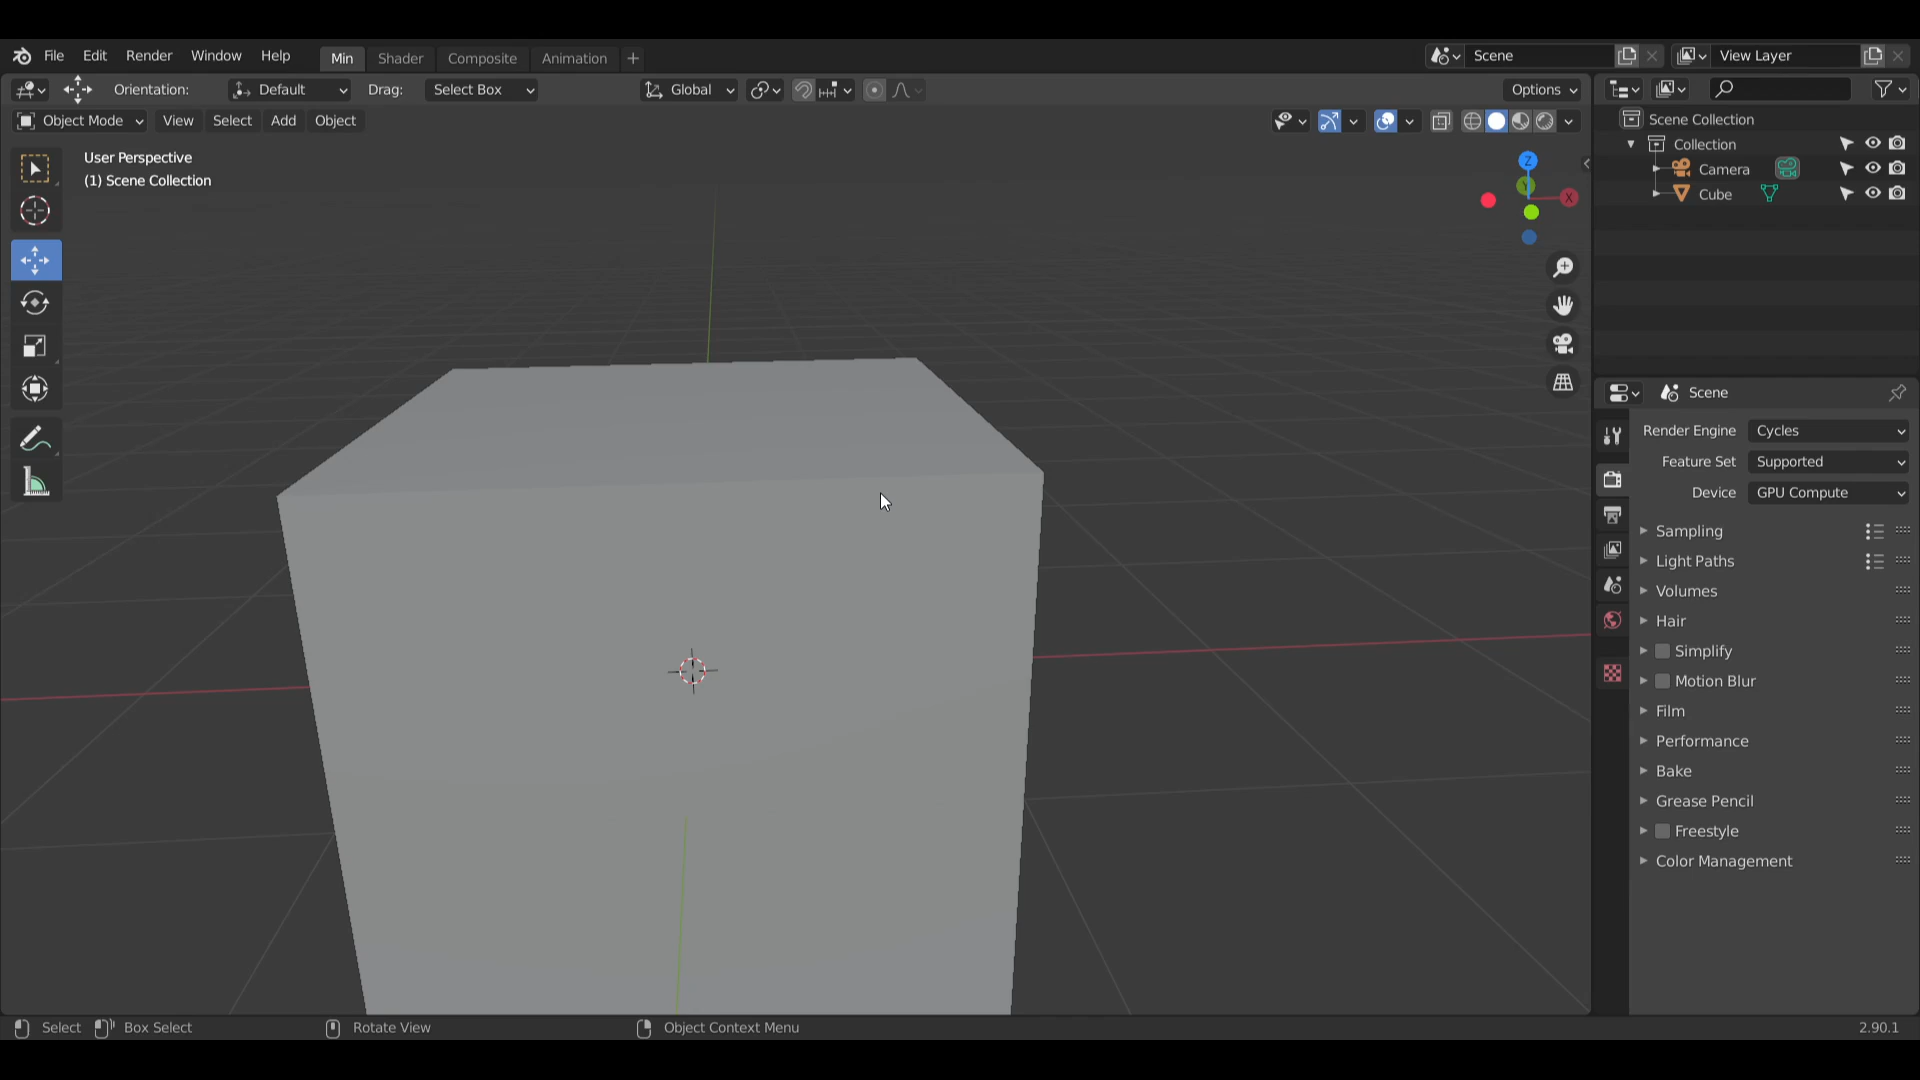 File Edit Render Window Help Min Shader Composite Animation Scene View Layer
Orientation: Default Drag: Select Box Global Options
Object Mode View Select Add Object
User Perspective
(1) Scene Collection
Z
Y
X
Scene Collection
Collection
Camera
Cube
Scene
Render Engine Cycles
Feature Set Supported
Device GPU Compute
Sampling
Light Paths
Volumes
Hair
Simplify
Motion Blur
Film
Performance
Bake
Grease Pencil
Freestyle
Color Management
Select Box Select Rotate View Object Context Menu 2.90.1